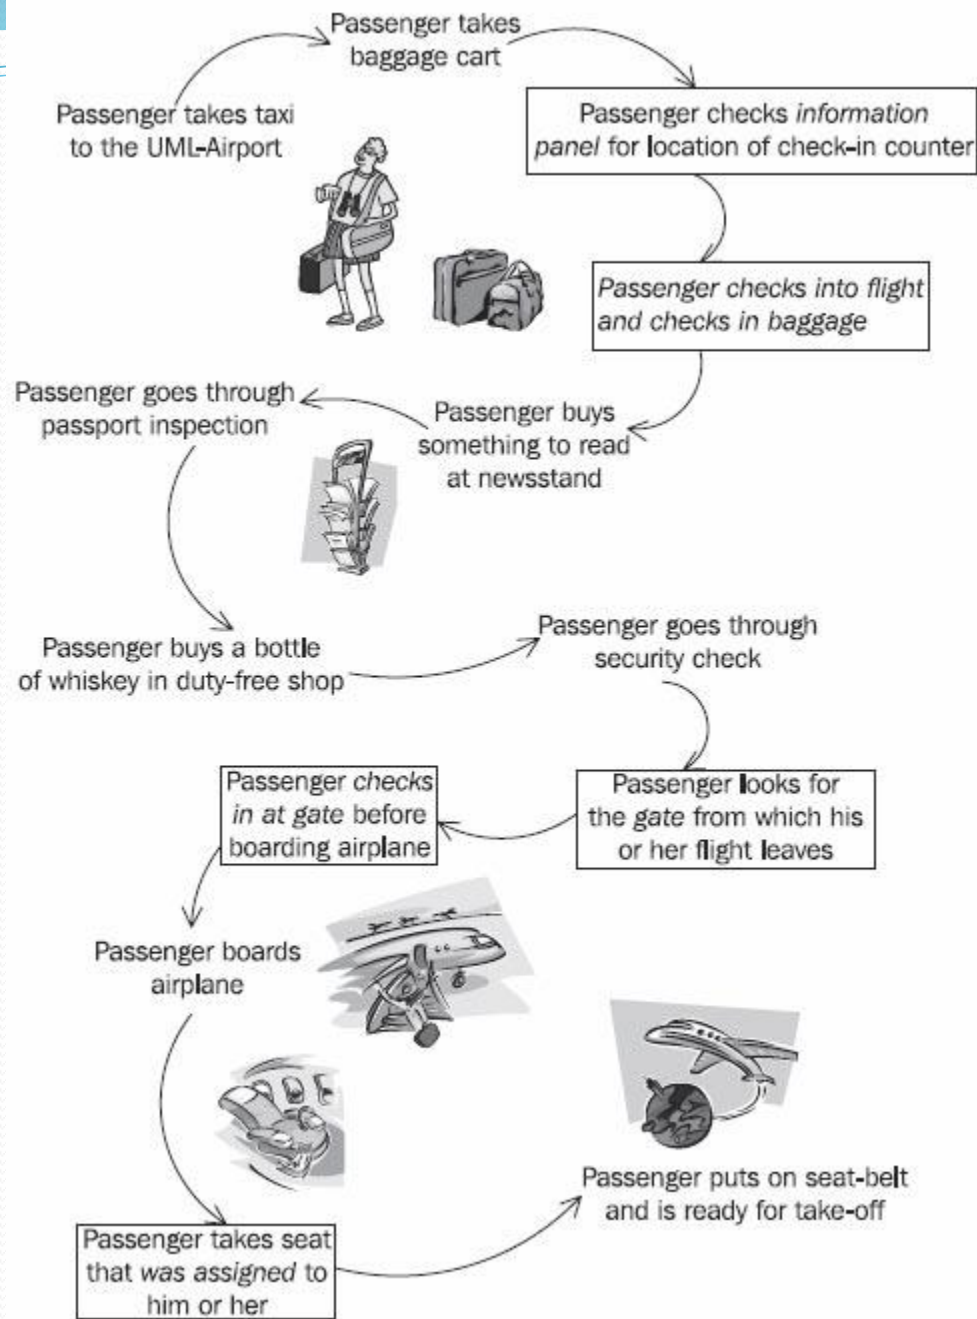 Passenger takes taxi
to the UML-Airport
Passenger takes
baggage cart
Passenger checks information
panel for location of check-in counter
Passenger checks into flight
and checks in baggage
Passenger buys
something to read
at newsstand
Passenger goes through
passport inspection
Passenger buys a bottle
of whiskey in duty-free shop
Passenger goes through
security check
Passenger looks for
the gate from which his
or her flight leaves
Passenger checks
in at gate before
boarding airplane
Passenger boards
airplane
Passenger takes seat
that was assigned to
him or her
Passenger puts on seat-belt
and is ready for take-off